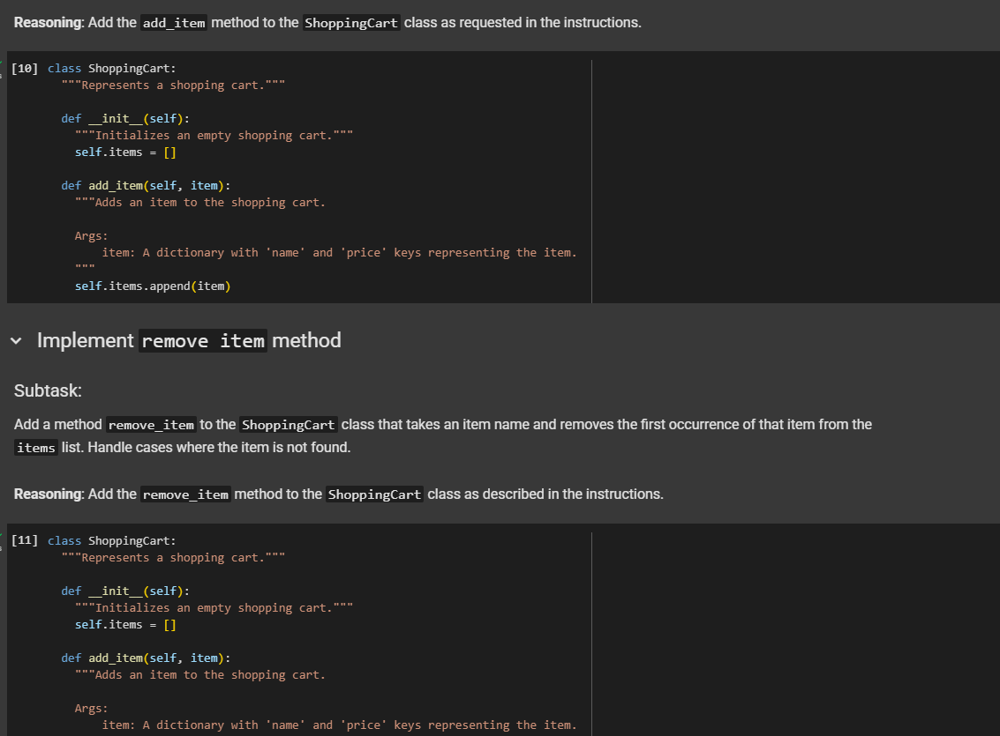 Reasoning: Add the add_item method to the ShoppingCart class as requested in the instructions.
[10] class ShoppingCart:
"""Represents a shopping cart."""
def __init__(self):
"""Initializes an empty shopping cart."""
self.items = []
def add_item(self, item):
"""Adds an item to the shopping cart.
Args:
item: A dictionary with 'name' and 'price' keys representing the item.
"""
self.items.append(item)
Implement remove item method
Subtask:
Add a method remove_item to the ShoppingCart class that takes an item name and removes the first occurrence of that item from the
items list. Handle cases where the item is not found.
Reasoning: Add the remove_item method to the ShoppingCart class as described in the instructions.
[11] class ShoppingCart:
"""Represents a shopping cart."""
def __init__(self):
"""Initializes an empty shopping cart."""
self.items = []
def add_item(self, item):
"""Adds an item to the shopping cart.
Args:
item: A dictionary with 'name' and 'price' keys representing the item.